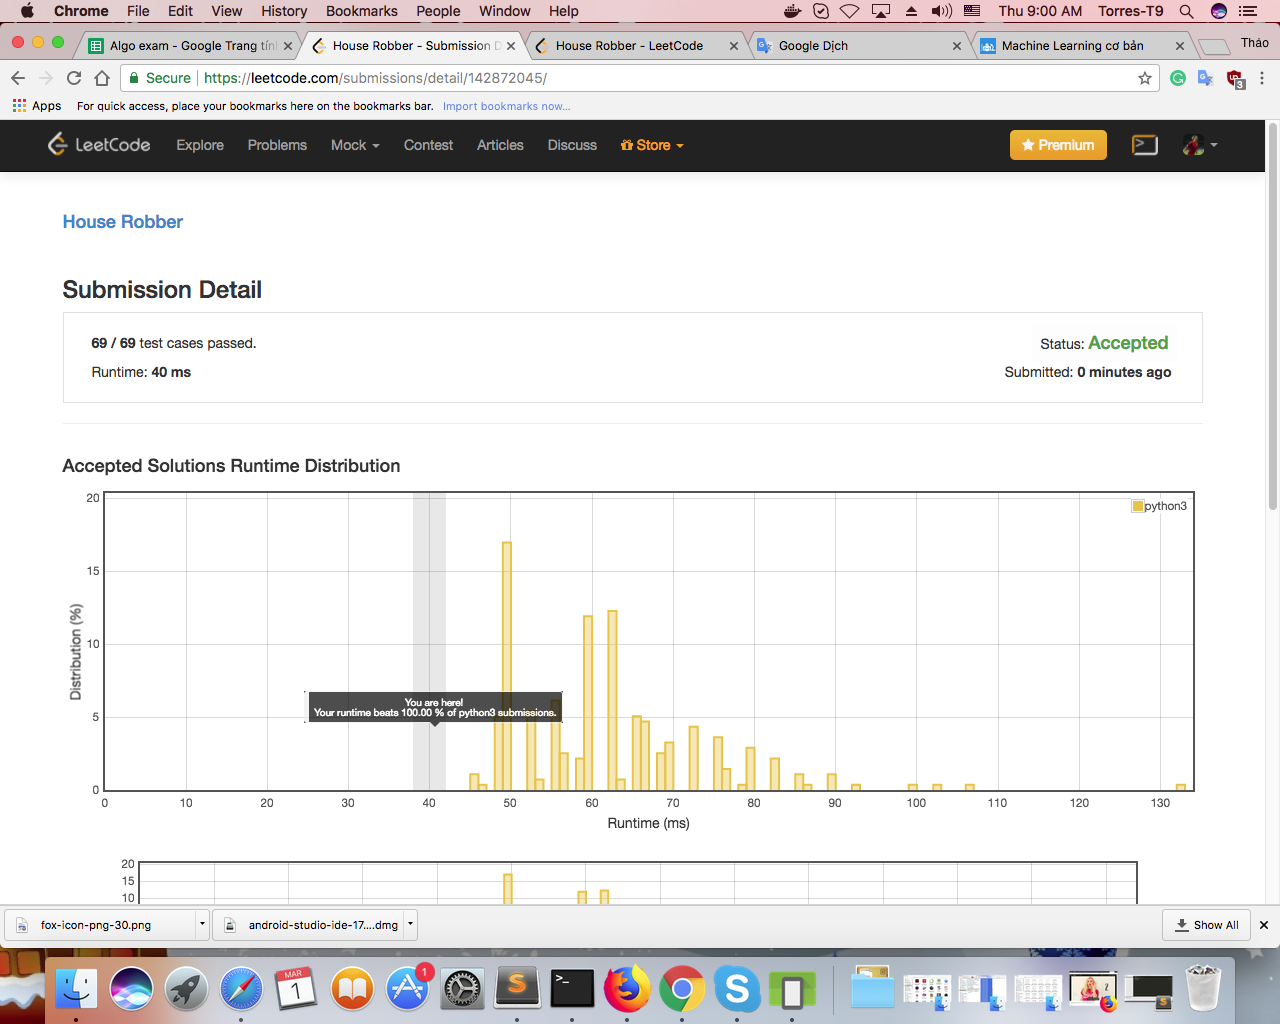 Chrome File Edit View History Bookmarks People Window Help Thu 9:00 AM Torres-T9
Algo exam - Google Trang tín House Robber - Submission D House Robber - LeetCode Google Dịch Machine Learning cơ bản Thảo
Secure https://leetcode.com/submissions/detail/142872045/ 3
Apps For quick access, place your bookmarks here on the bookmarks bar. Import bookmarks now...
LeetCode Explore Problems Mock Contest Articles Discuss Store Premium
House Robber
Submission Detail
69 / 69 test cases passed. Status: Accepted
Runtime: 40 ms Submitted: 0 minutes ago
Accepted Solutions Runtime Distribution
20
python3
15
10
5
0
Distribution (%)
You are here!
Your runtime beats 100.00 % of python3 submissions.
0 10 20 30 40 50 60 70 80 90 100 110 120 130
Runtime (ms)
20
15
10
fox-icon-png-30.png android-studio-ide-17....dmg Show All
MAR
1
1